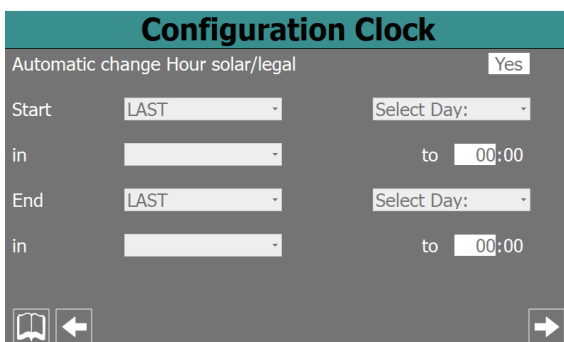 Configuration Clock
Automatic change Hour solar/legal Yes
Start LAST Select Day:
in to 00:00
End LAST Select Day:
in to 00:00